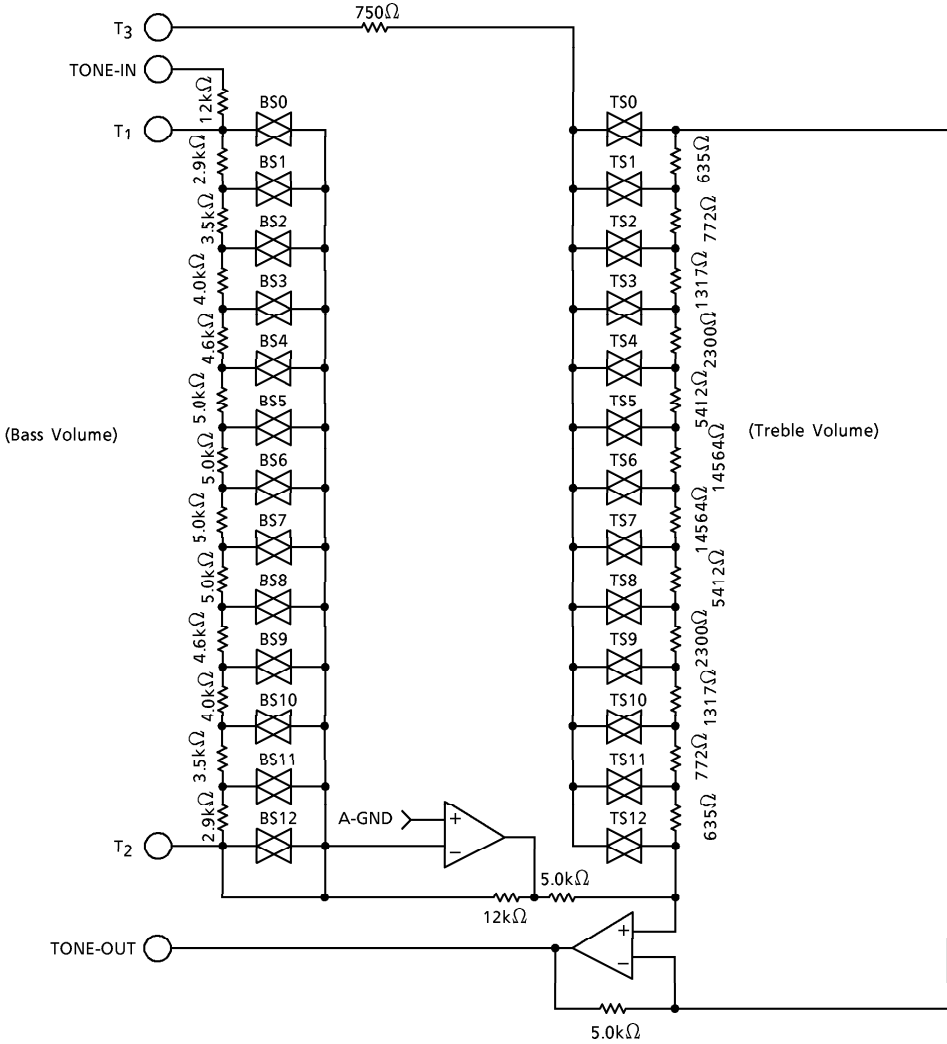 750Ω
T3
TONE-IN
12kΩ
T1
BS0
TS0
2.9kΩ
635Ω
BS1
TS1
3.5kΩ
772Ω
BS2
TS2
4.0kΩ
1317Ω
BS3
TS3
4.6kΩ
2300Ω
BS4
TS4
5.0kΩ
5412Ω
BS5
TS5
(Bass Volume)
(Treble Volume)
5.0kΩ
14564Ω
BS6
TS6
5.0kΩ
14564Ω
BS7
TS7
5.0kΩ
5412Ω
BS8
TS8
4.6kΩ
2300Ω
BS9
TS9
4.0kΩ
1317Ω
BS10
TS10
3.5kΩ
772Ω
BS11
TS11
2.9kΩ
635Ω
A-GND
+
−
BS12
TS12
T2
5.0kΩ
12kΩ
TONE-OUT
+
−
5.0kΩ